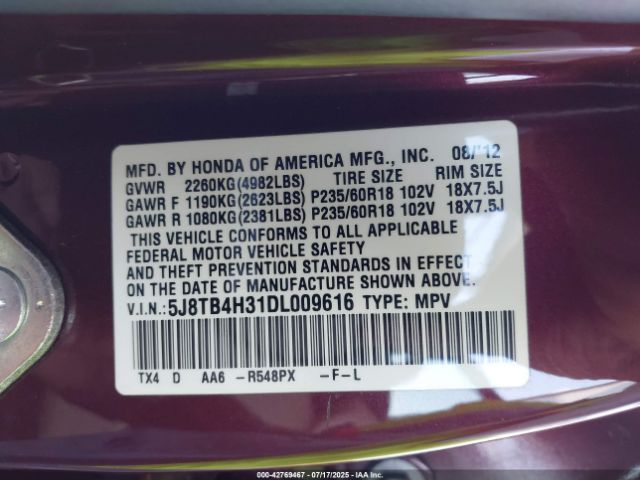 MFD. BY HONDA OF AMERICA MFG., INC. 08/'12
GVWR 2260KG(4982LBS) TIRE SIZE RIM SIZE
GAWR F 1190KG(2623LBS) P235/60R18 102V 18X7.5J
GAWR R 1080KG(2381LBS) P235/60R18 102V 18X7.5J
THIS VEHICLE CONFORMS TO ALL APPLICABLE
FEDERAL MOTOR VEHICLE SAFETY
AND THEFT PREVENTION STANDARDS IN EFFECT
ON THE DATE OF MANUFACTURE SHOWN ABOVE.
V.I.N.:5J8TB4H31DL009616 TYPE: MPV
TX4 D AA6 -R548PX -F-L
000-42769467 | 07/17/2025 | IAAI.COM